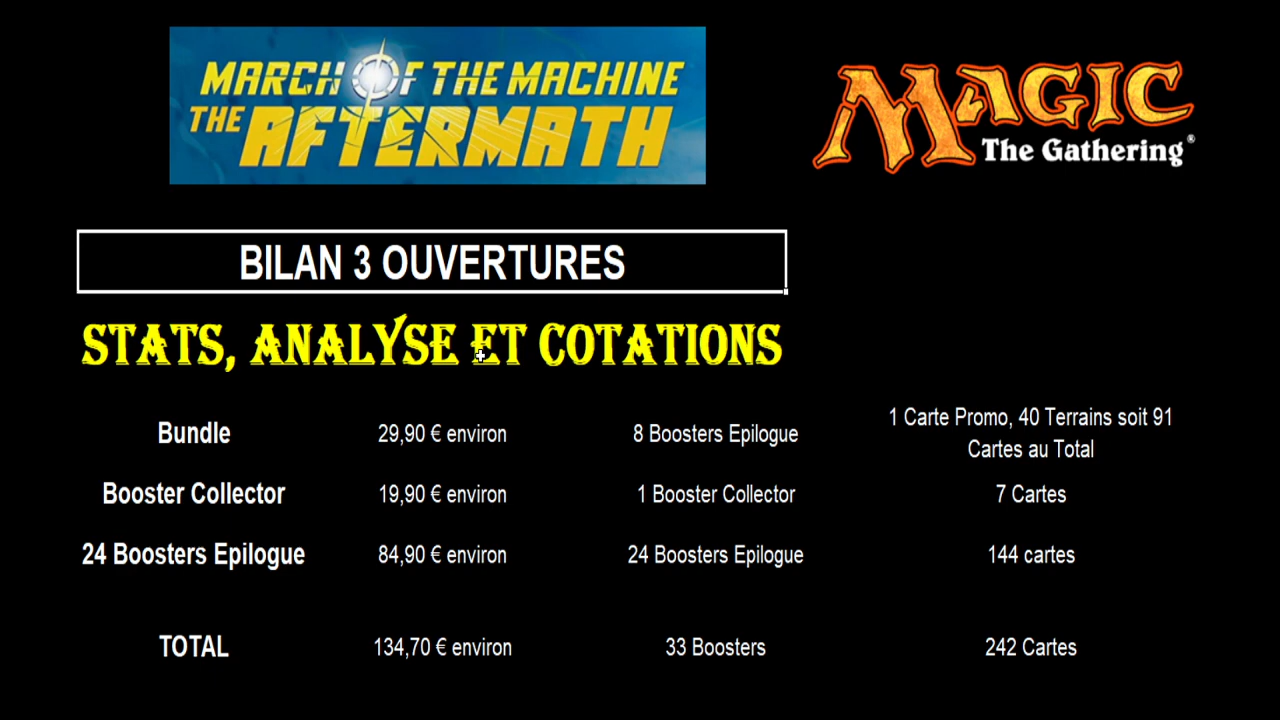 MARCH OF THE MACHINE
THE AFTERMATH
MAGIC
The Gathering®
BILAN 3 OUVERTURES
STATS, ANALYSE ET COTATIONS
Bundle 29,90 € environ 8 Boosters Epilogue 1 Carte Promo, 40 Terrains soit 91
Cartes au Total
Booster Collector 19,90 € environ 1 Booster Collector 7 Cartes
24 Boosters Epilogue 84,90 € environ 24 Boosters Epilogue 144 cartes
TOTAL 134,70 € environ 33 Boosters 242 Cartes